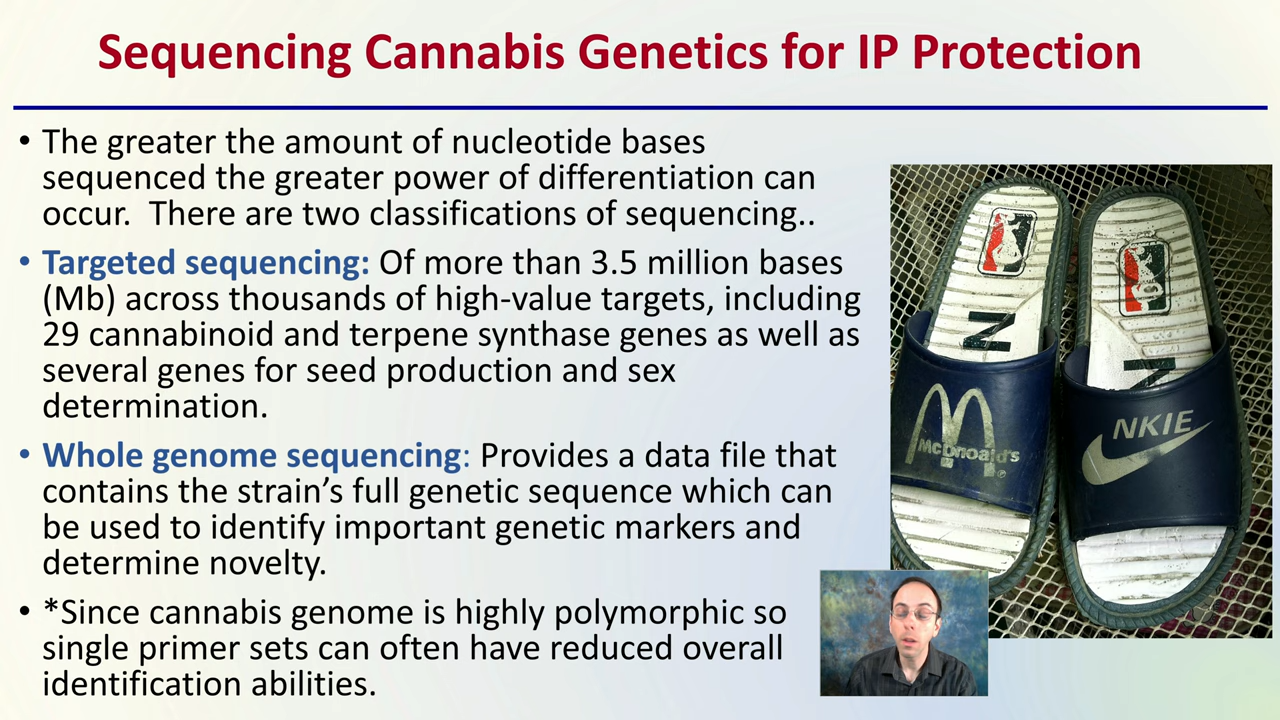 Sequencing Cannabis Genetics for IP Protection
• The greater the amount of nucleotide bases
sequenced the greater power of differentiation can
occur.  There are two classifications of sequencing..
• Targeted sequencing: Of more than 3.5 million bases
(Mb) across thousands of high-value targets, including
29 cannabinoid and terpene synthase genes as well as
several genes for seed production and sex
determination.
• Whole genome sequencing: Provides a data file that
contains the strain’s full genetic sequence which can
be used to identify important genetic markers and
determine novelty.
• *Since cannabis genome is highly polymorphic so
single primer sets can often have reduced overall
identification abilities.
N
N
McDonald's
NKIE